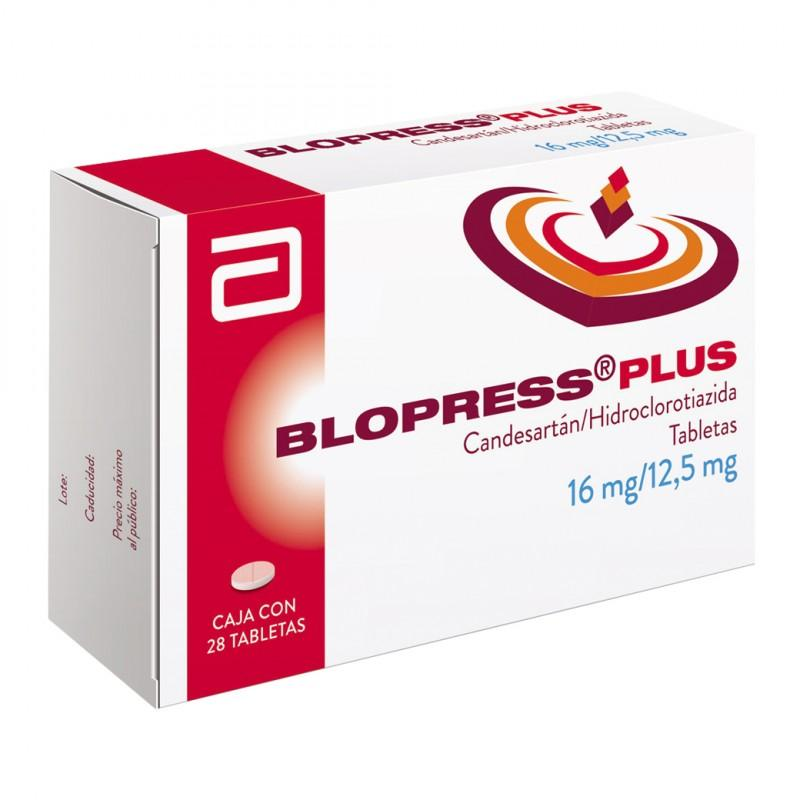 BLOPRESS® PLUS
Candesartán/Hidroclorotiazida
Tabletas
16 mg/12,5 mg
BLOPRESS® PLUS
Candesartán/Hidroclorotiazida
Tabletas
16 mg/12,5 mg
CAJA CON
28 TABLETAS
Lote:
Caducidad:
Precio máximo
al público: